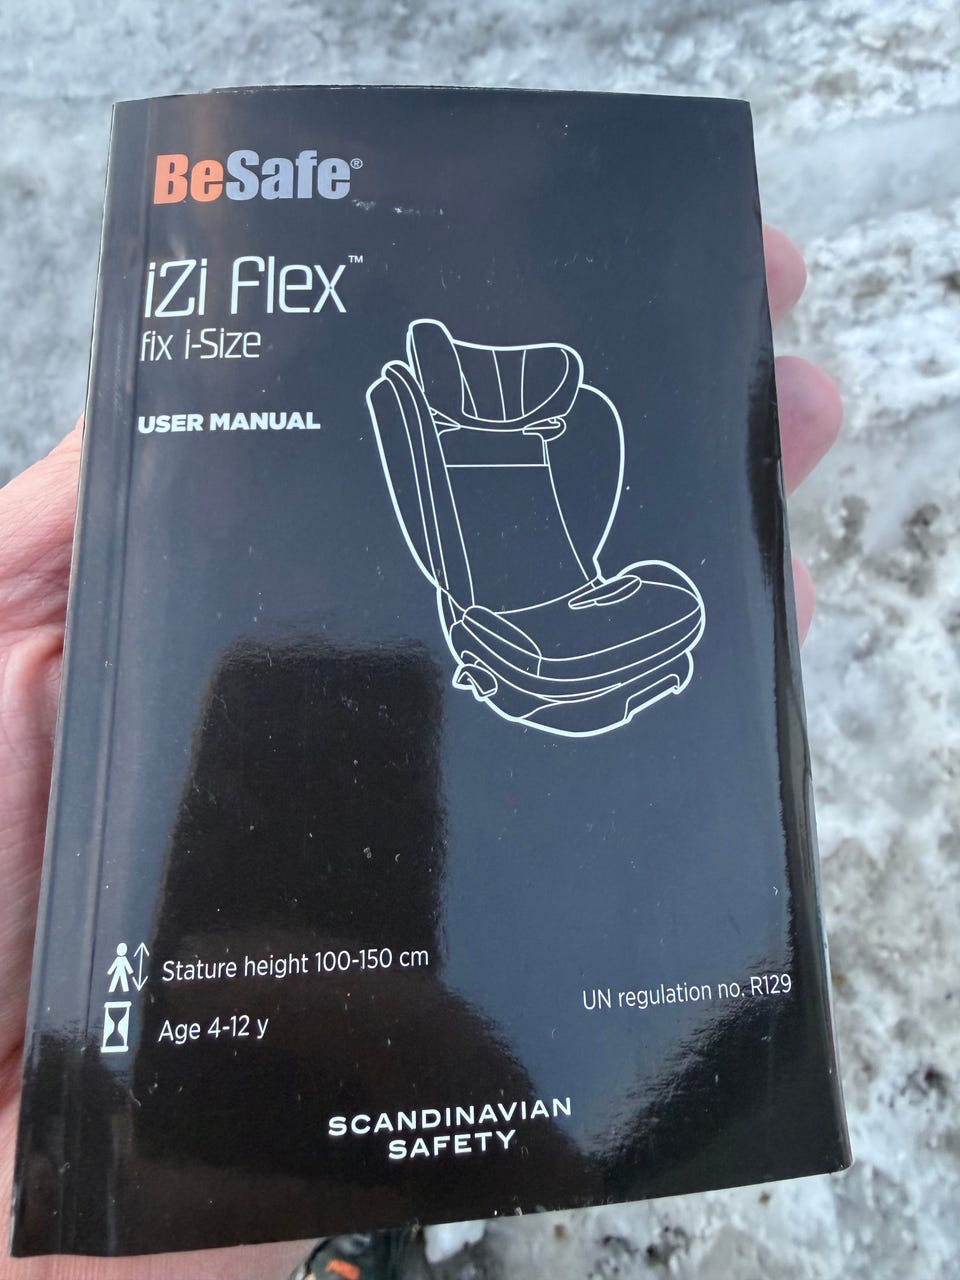 BeSafe®
iZi Flex™
fix i-Size
USER MANUAL
Stature height 100-150 cm
UN regulation no. R129
Age 4-12 y
SCANDINAVIAN
SAFETY